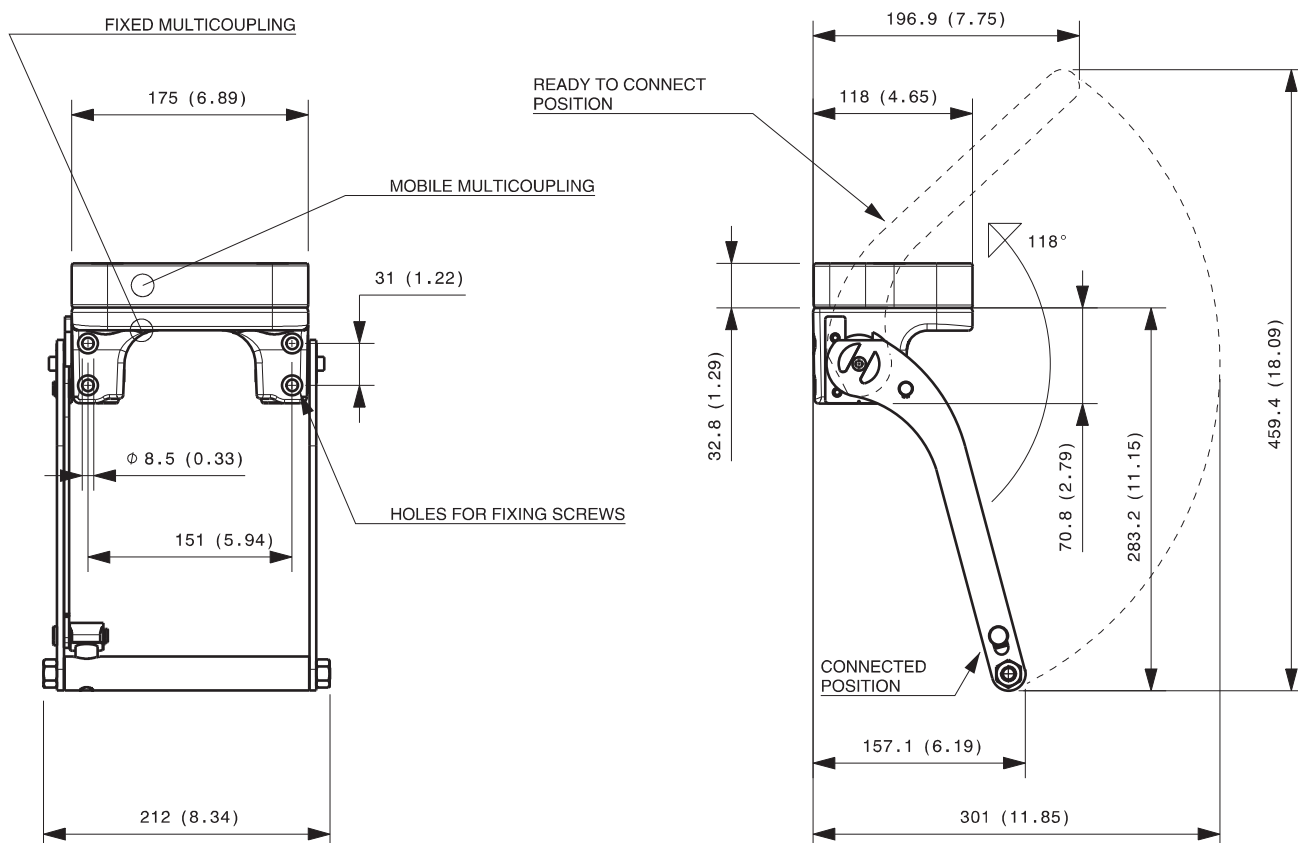 FIXED MULTICOUPLING
175 (6.89)
MOBILE MULTICOUPLING
31 (1.22)
ϕ 8.5 (0.33)
HOLES FOR FIXING SCREWS
151 (5.94)
212 (8.34)
196.9 (7.75)
READY TO CONNECT
POSITION
118 (4.65)
118°
32.8 (1.29)
70.8 (2.79)
283.2 (11.15)
459.4 (18.09)
CONNECTED
POSITION
157.1 (6.19)
301 (11.85)